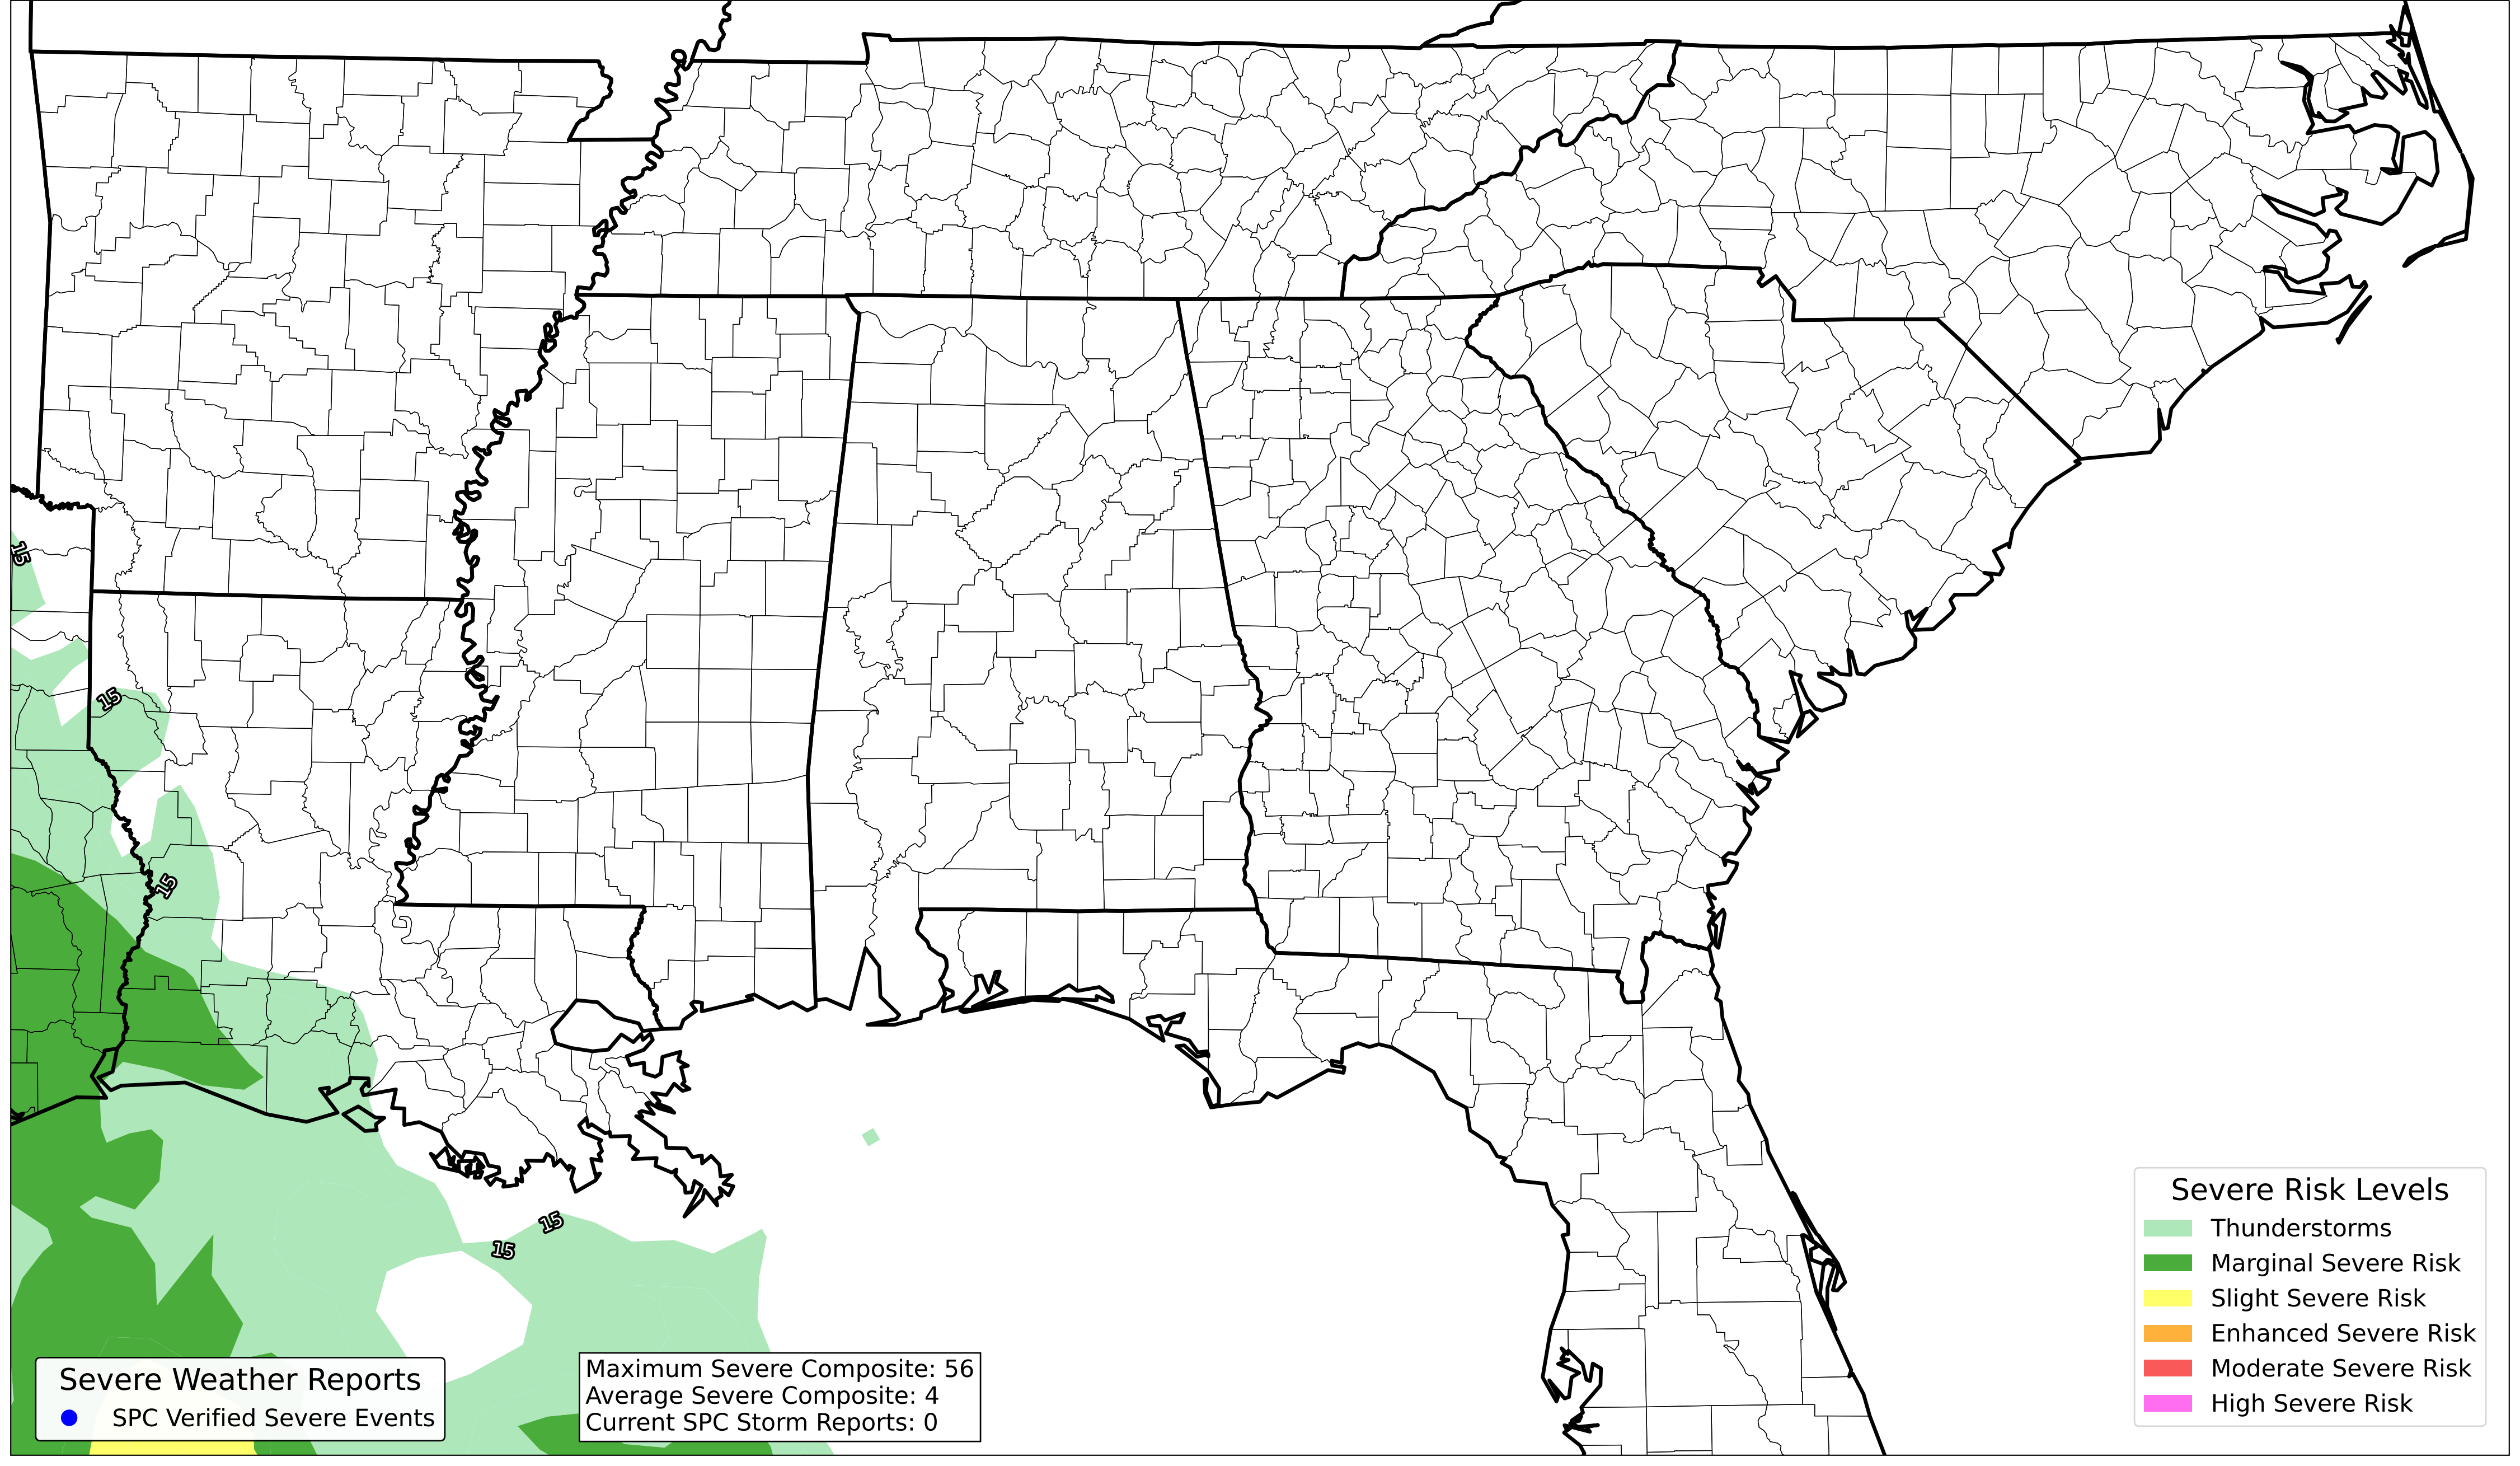 15
15
15
15
15
Severe Risk Levels
Thunderstorms
Marginal Severe Risk
Slight Severe Risk
Enhanced Severe Risk
Moderate Severe Risk
High Severe Risk
Severe Weather Reports
SPC Verified Severe Events
Maximum Severe Composite: 56
Average Severe Composite: 4
Current SPC Storm Reports: 0